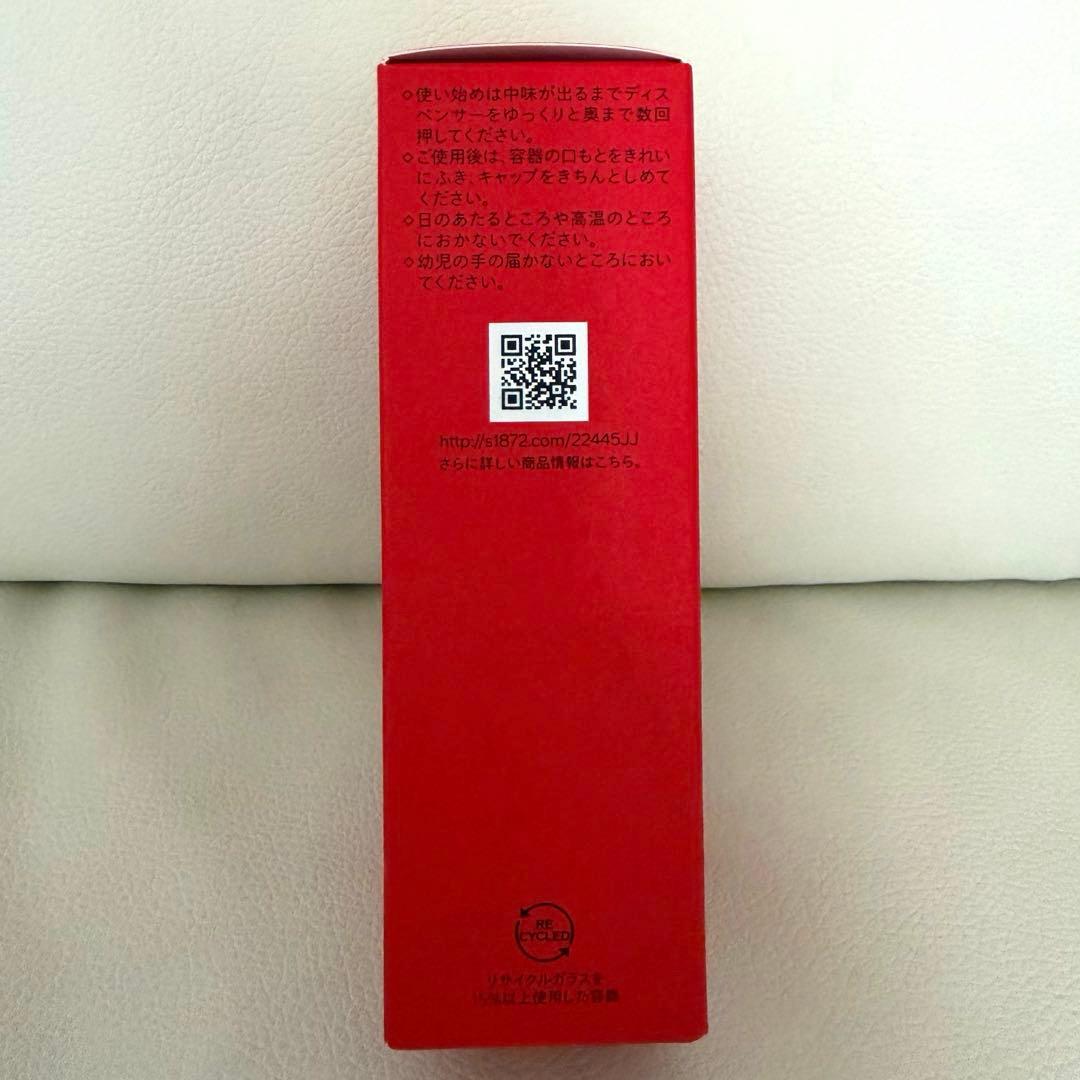 ◇使い始めは中味が出るまでディス
ペンサーをゆっくりと奥まで数回
押してください。
◇ご使用後は、容器の口もとをきれい
にふき、キャップをきちんとしめて
ください。
◇日のあたるところや高温のところ
におかないでください。
◇幼児の手の届かないところにおい
てください。
http://s1872.com/22445JJ
さらに詳しい商品情報はこちら。
RE
CYCLED
リサイクルガラスを
15%以上使用した容器